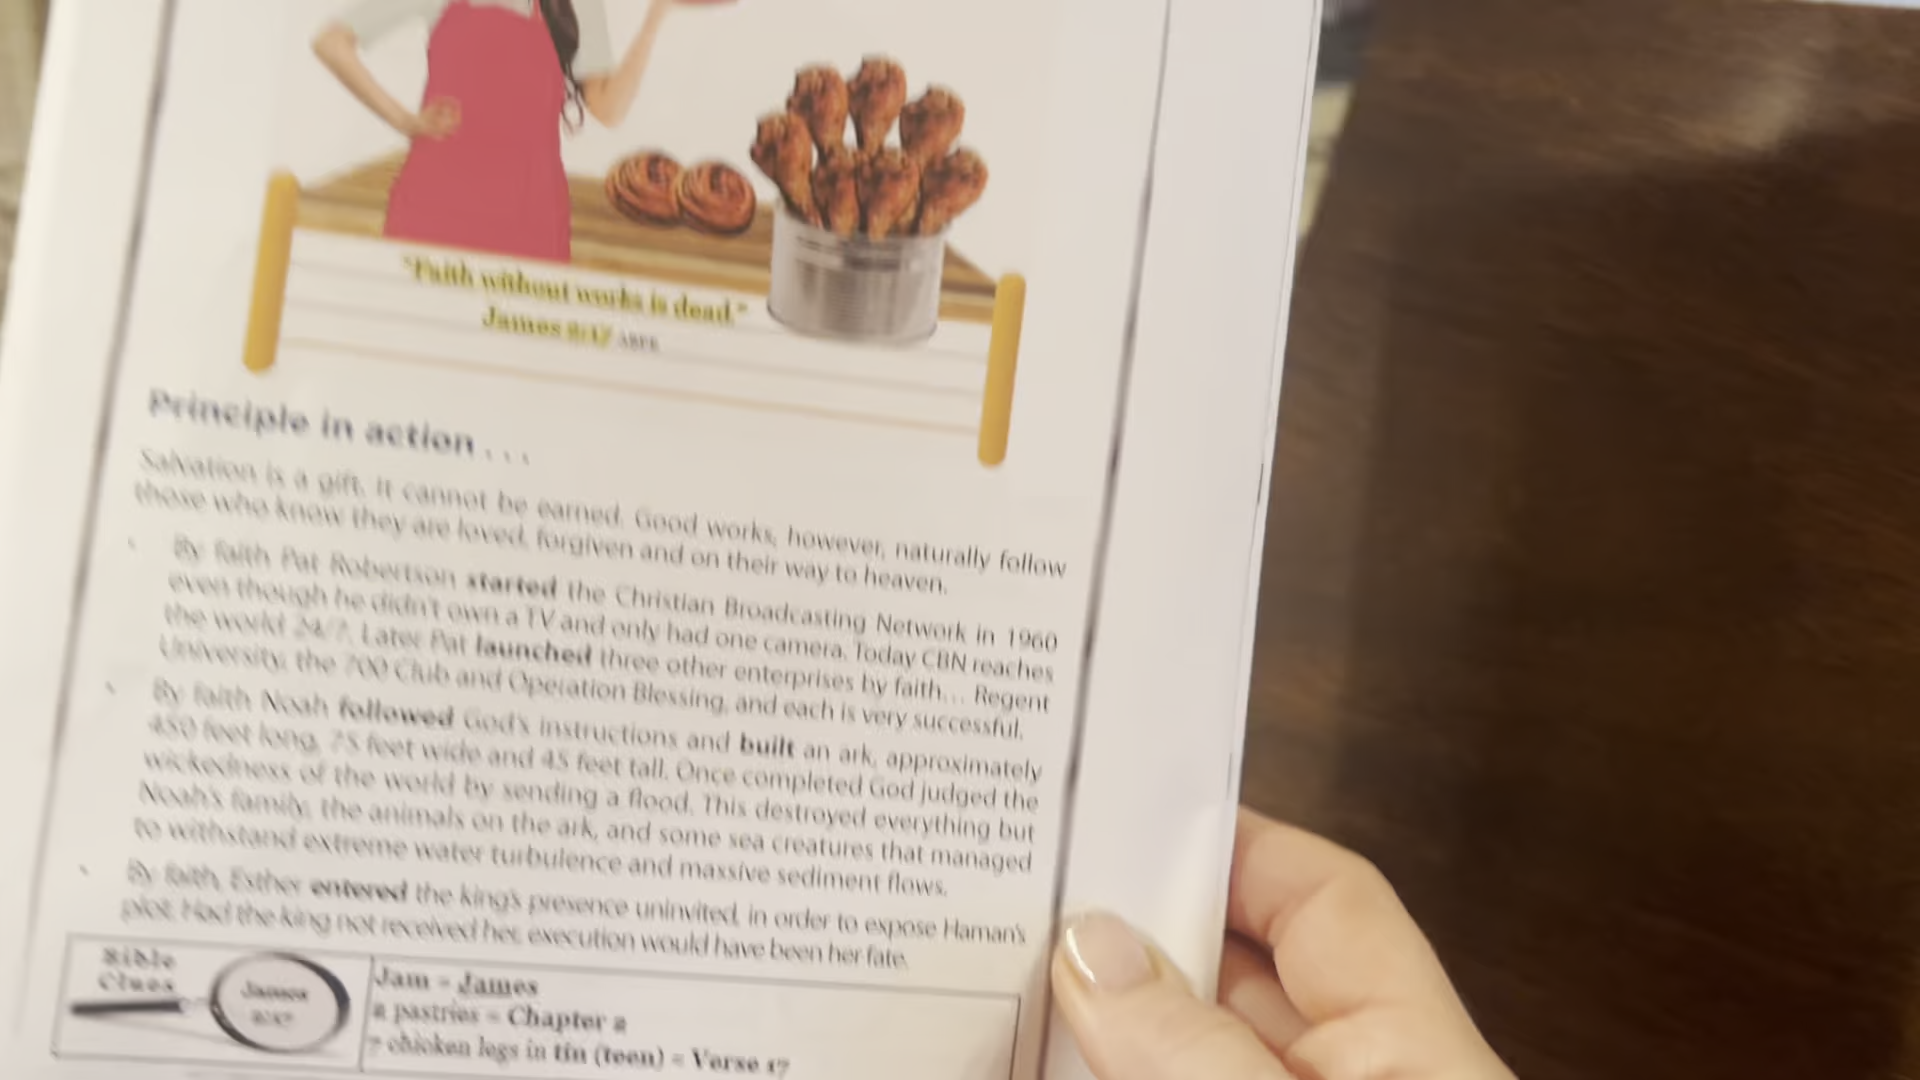 "Faith without works is dead."
James 2:17 ASPR
Principle in action . . .
Salvation is a gift. It cannot be earned. Good works, however, naturally follow
those who know they are loved, forgiven and on their way to heaven.
By faith Pat Robertson started the Christian Broadcasting Network in 1960
even though he didn't own a TV and only had one camera. Today CBN reaches
the world 24/7. Later Pat launched three other enterprises by faith... Regent
University, the 700 Club and Operation Blessing, and each is very successful.
By faith Noah followed God's instructions and built an ark, approximately
450 feet long, 75 feet wide and 45 feet tall. Once completed God judged the
wickedness of the world by sending a flood. This destroyed everything but
Noah's family, the animals on the ark, and some sea creatures that managed
to withstand extreme water turbulence and massive sediment flows.
By faith, Esther entered the king's presence uninvited, in order to expose Haman's
plot. Had the king not received her, execution would have been her fate.
Bible
Clues
James
2:17
Jam = James
2 pastries = Chapter 2
7 chicken legs in tin (teen) = Verse 17